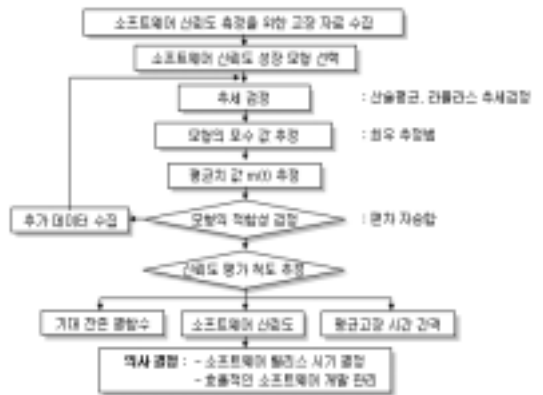 소프트웨어 신뢰도 측정을 위한 고장 자료 수집
소프트웨어 신뢰도 성장 모형 선택
추세 검정
: 산술평균, 라플라스 추세검정
모형의 모수 값 추정
: 최우 추정법
평균치 값 m(t) 추정
추가 데이터 수집
모형의 적합성 검정
: 편차 자승합
신뢰도 평가 척도 추정
기대 잔존 결함수
소프트웨어 신뢰도
평균고장 시간 간격
의사 결정 : - 소프트웨어 릴리스 시기 결정
- 효율적인 소프트웨어 개발 관리